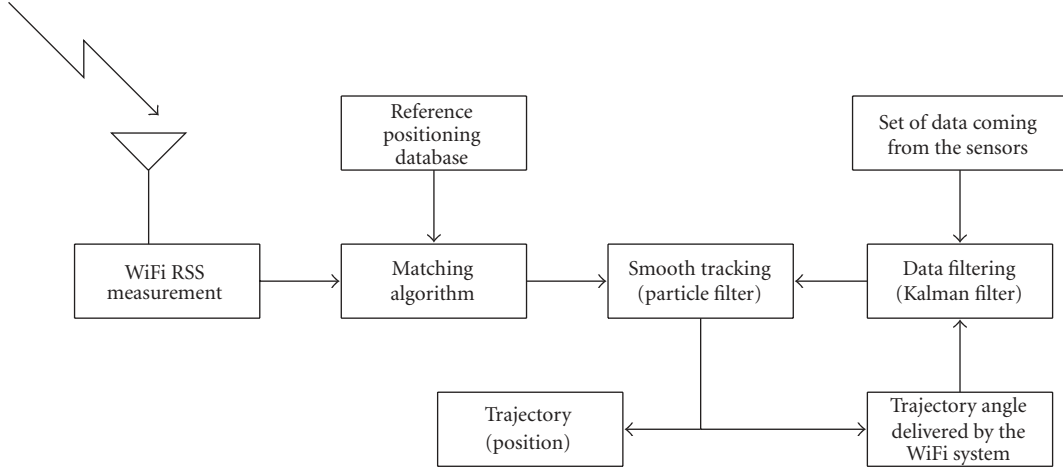 Reference
positioning
database
Set of data coming
from the sensors
WiFi RSS
measurement
Matching
algorithm
Smooth tracking
(particle filter)
Data filtering
(Kalman filter)
Trajectory
(position)
Trajectory angle
delivered by the
WiFi system